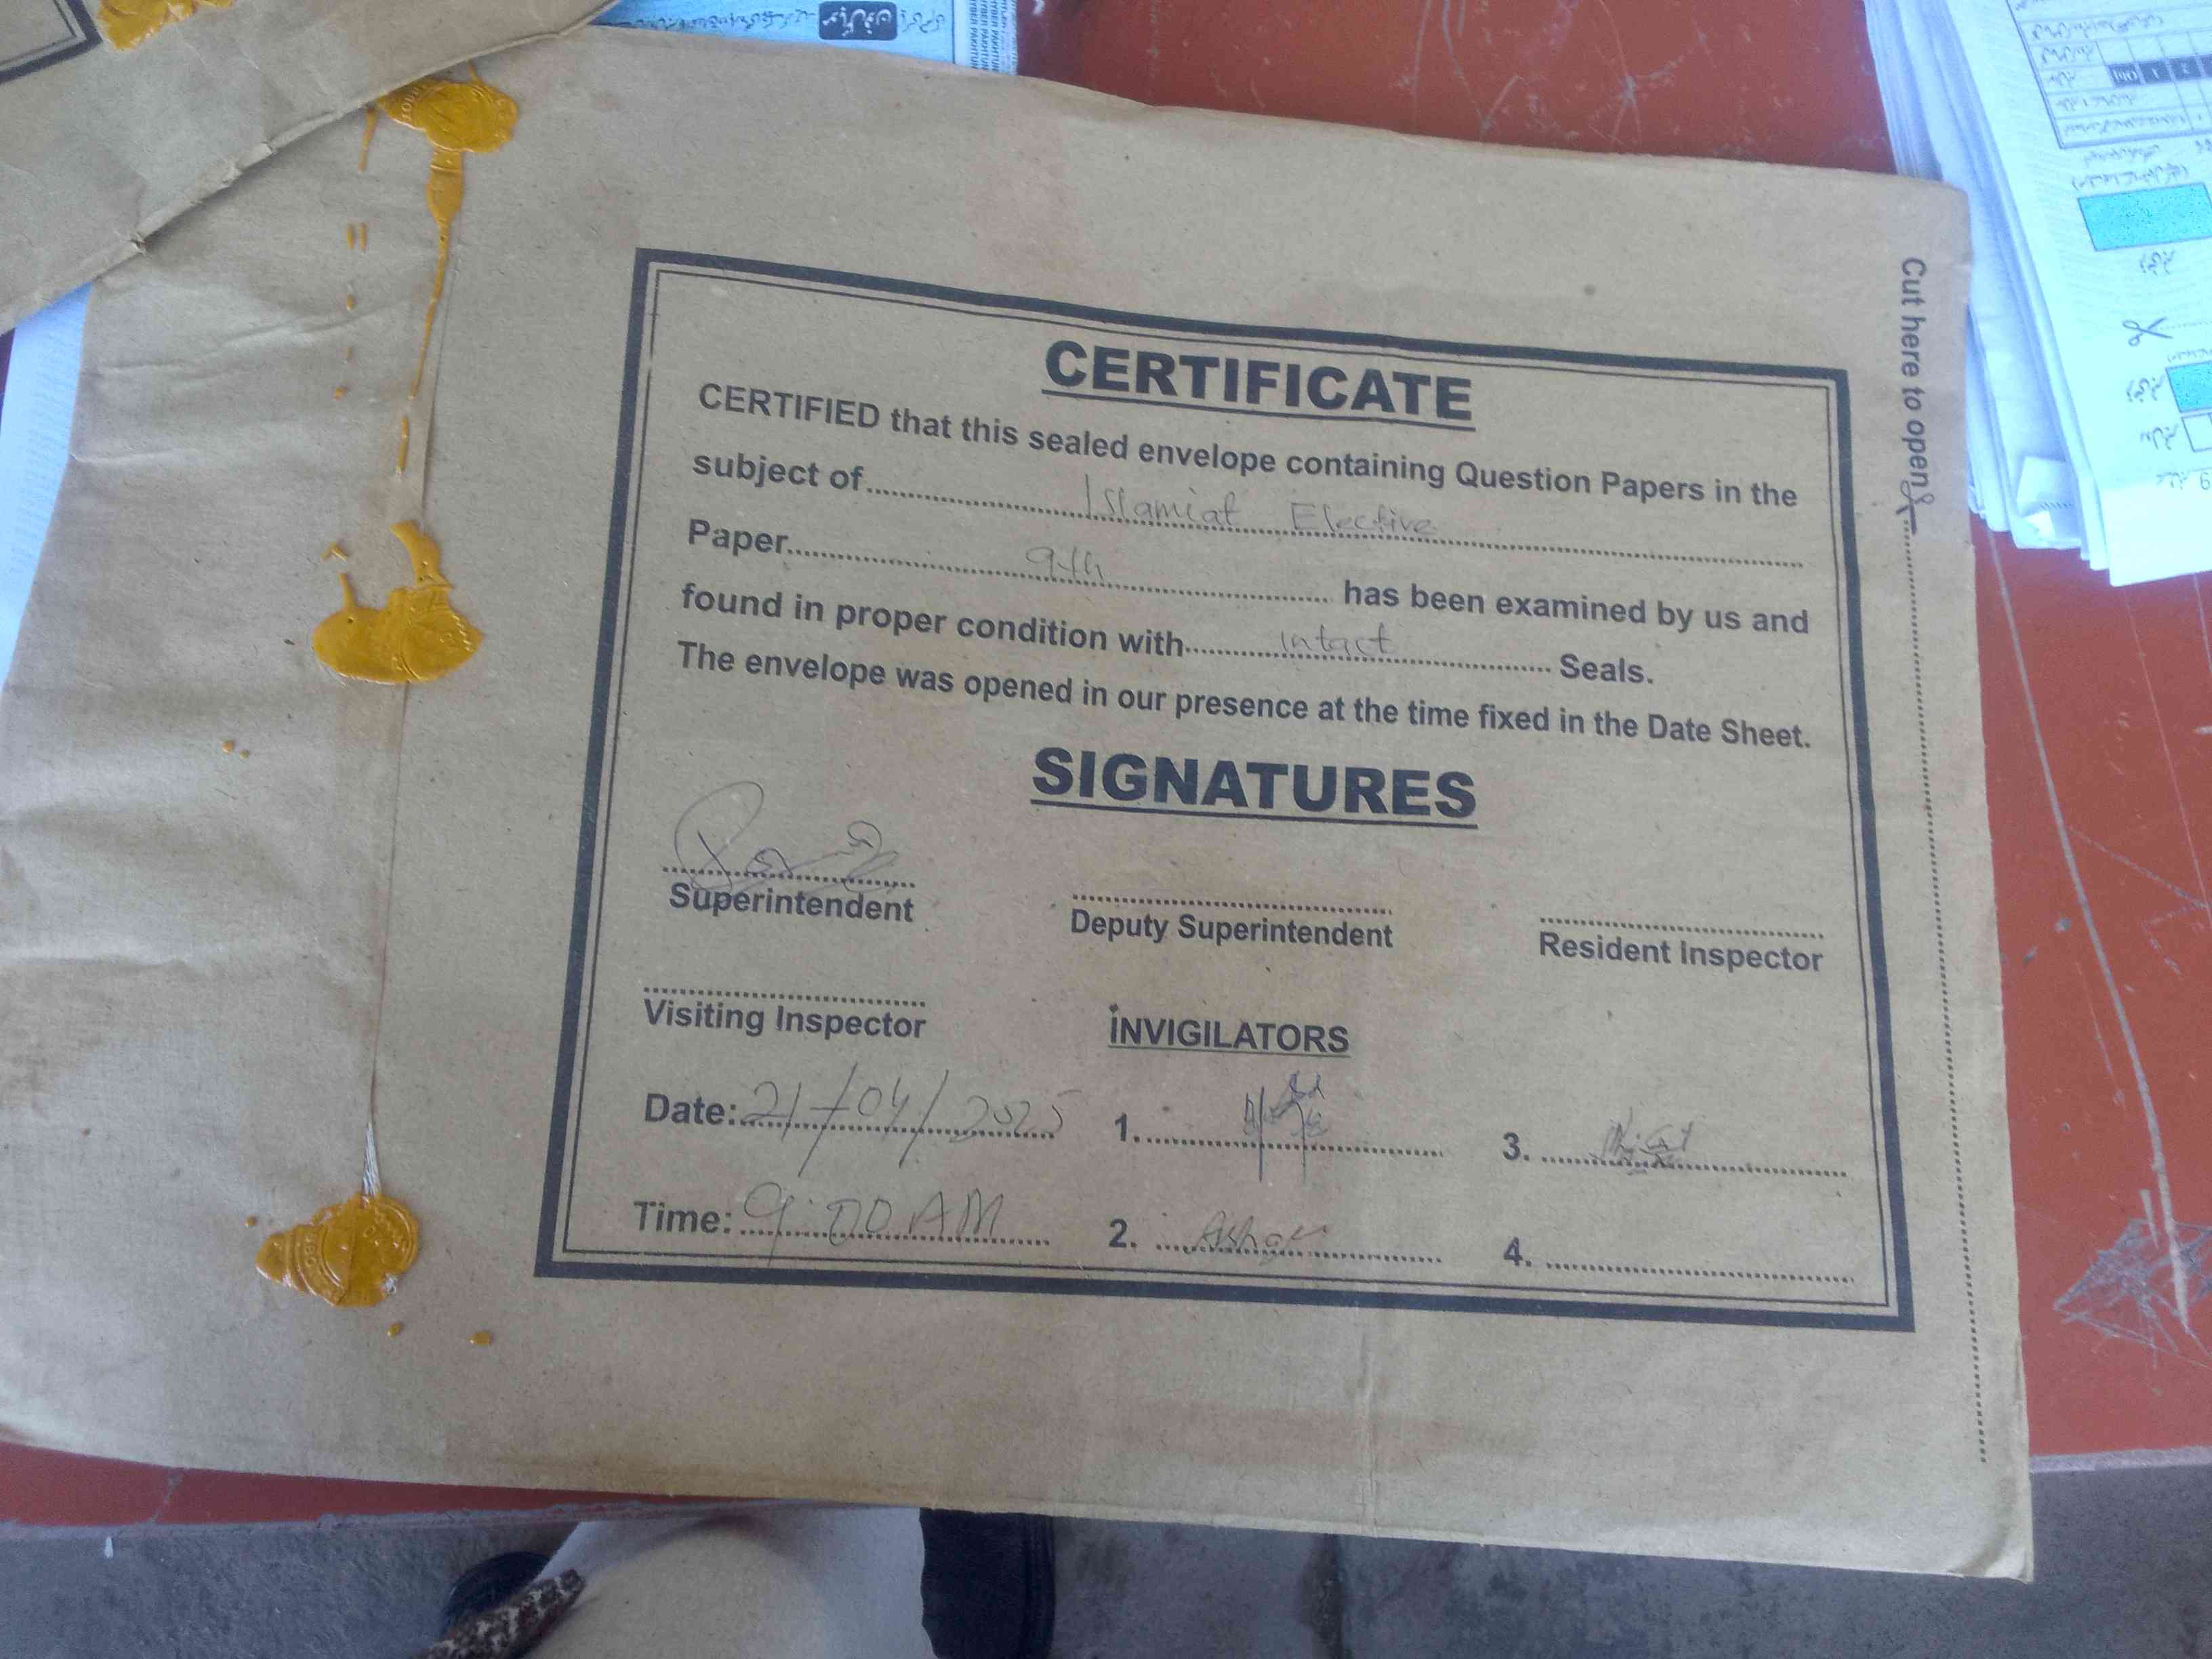 CERTIFICATE
CERTIFIED that this sealed envelope containing Question Papers in the
subject of Islamiat Elective
Paper 9th has been examined by us and
found in proper condition with Intact Seals.
The envelope was opened in our presence at the time fixed in the Date Sheet.
SIGNATURES
Superintendent
Deputy Superintendent
Resident Inspector
Visiting Inspector
INVIGILATORS
Date: 21/04/2025
1.
3.
Time: 9:00 AM
2.
4.
Cut here to open